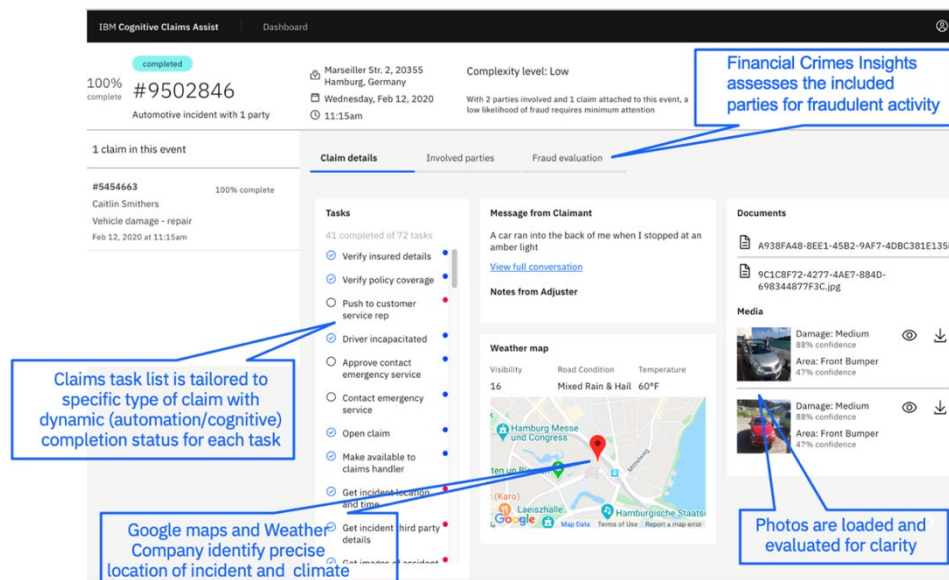 IBM Cognitive Claims Assist
Dashboard
completed
100%
complete
#9502846
Automotive incident with 1 party
Marseiller Str. 2, 20355
Hamburg, Germany
Wednesday, Feb 12, 2020
11:15am
Complexity level: Low
With 2 parties involved and 1 claim attached to this event, a
low likelihood of fraud requires minimum attention
Financial Crimes Insights
assesses the included
parties for fraudulent activity
1 claim in this event
#5454663
100% complete
Caitlin Smithers
Vehicle damage - repair
Feb 12, 2020 at 11:15am
Claim details
Involved parties
Fraud evaluation
Tasks
41 completed of 72 tasks
Verify insured details
Verify policy coverage
Push to customer
service rep
Driver incapacitated
Approve contact
emergency service
Contact emergency
service
Open claim
Make available to
claims handler
Get incident location
and time
Get incident third party
details
Get images of accident
Message from Claimant
A car ran into the back of me when I stopped at an
amber light
View full conversation
Notes from Adjuster
Weather map
Visibility
Road Condition
Temperature
16
Mixed Rain & Hail
60°F
Hamburg Messe
und Congress
Mittelweg
ten un Blo
(Karo)
Laeiszhalle
Hamburgische Staatso
Google
Map Data
Terms of Use
Report a map error
Documents
A938FA48-8EE1-45B2-9AF7-4DBC381E135
9C1C8F72-4277-4AE7-884D-
698344877F3C.jpg
Media
Damage: Medium
88% confidence
Area: Front Bumper
47% confidence
Damage: Medium
88% confidence
Area: Front Bumper
47% confidence
Claims task list is tailored to
specific type of claim with
dynamic (automation/cognitive)
completion status for each task
Google maps and Weather
Company identify precise
location of incident and climate
Photos are loaded and
evaluated for clarity